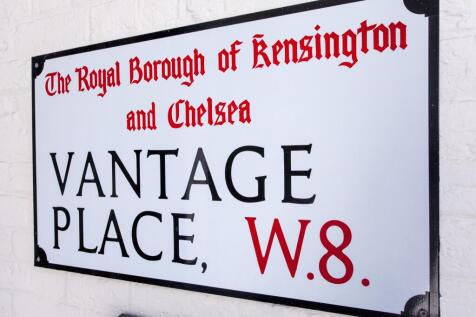 The Royal Borough of Kensington
and Chelsea
VANTAGE
PLACE, W.8.